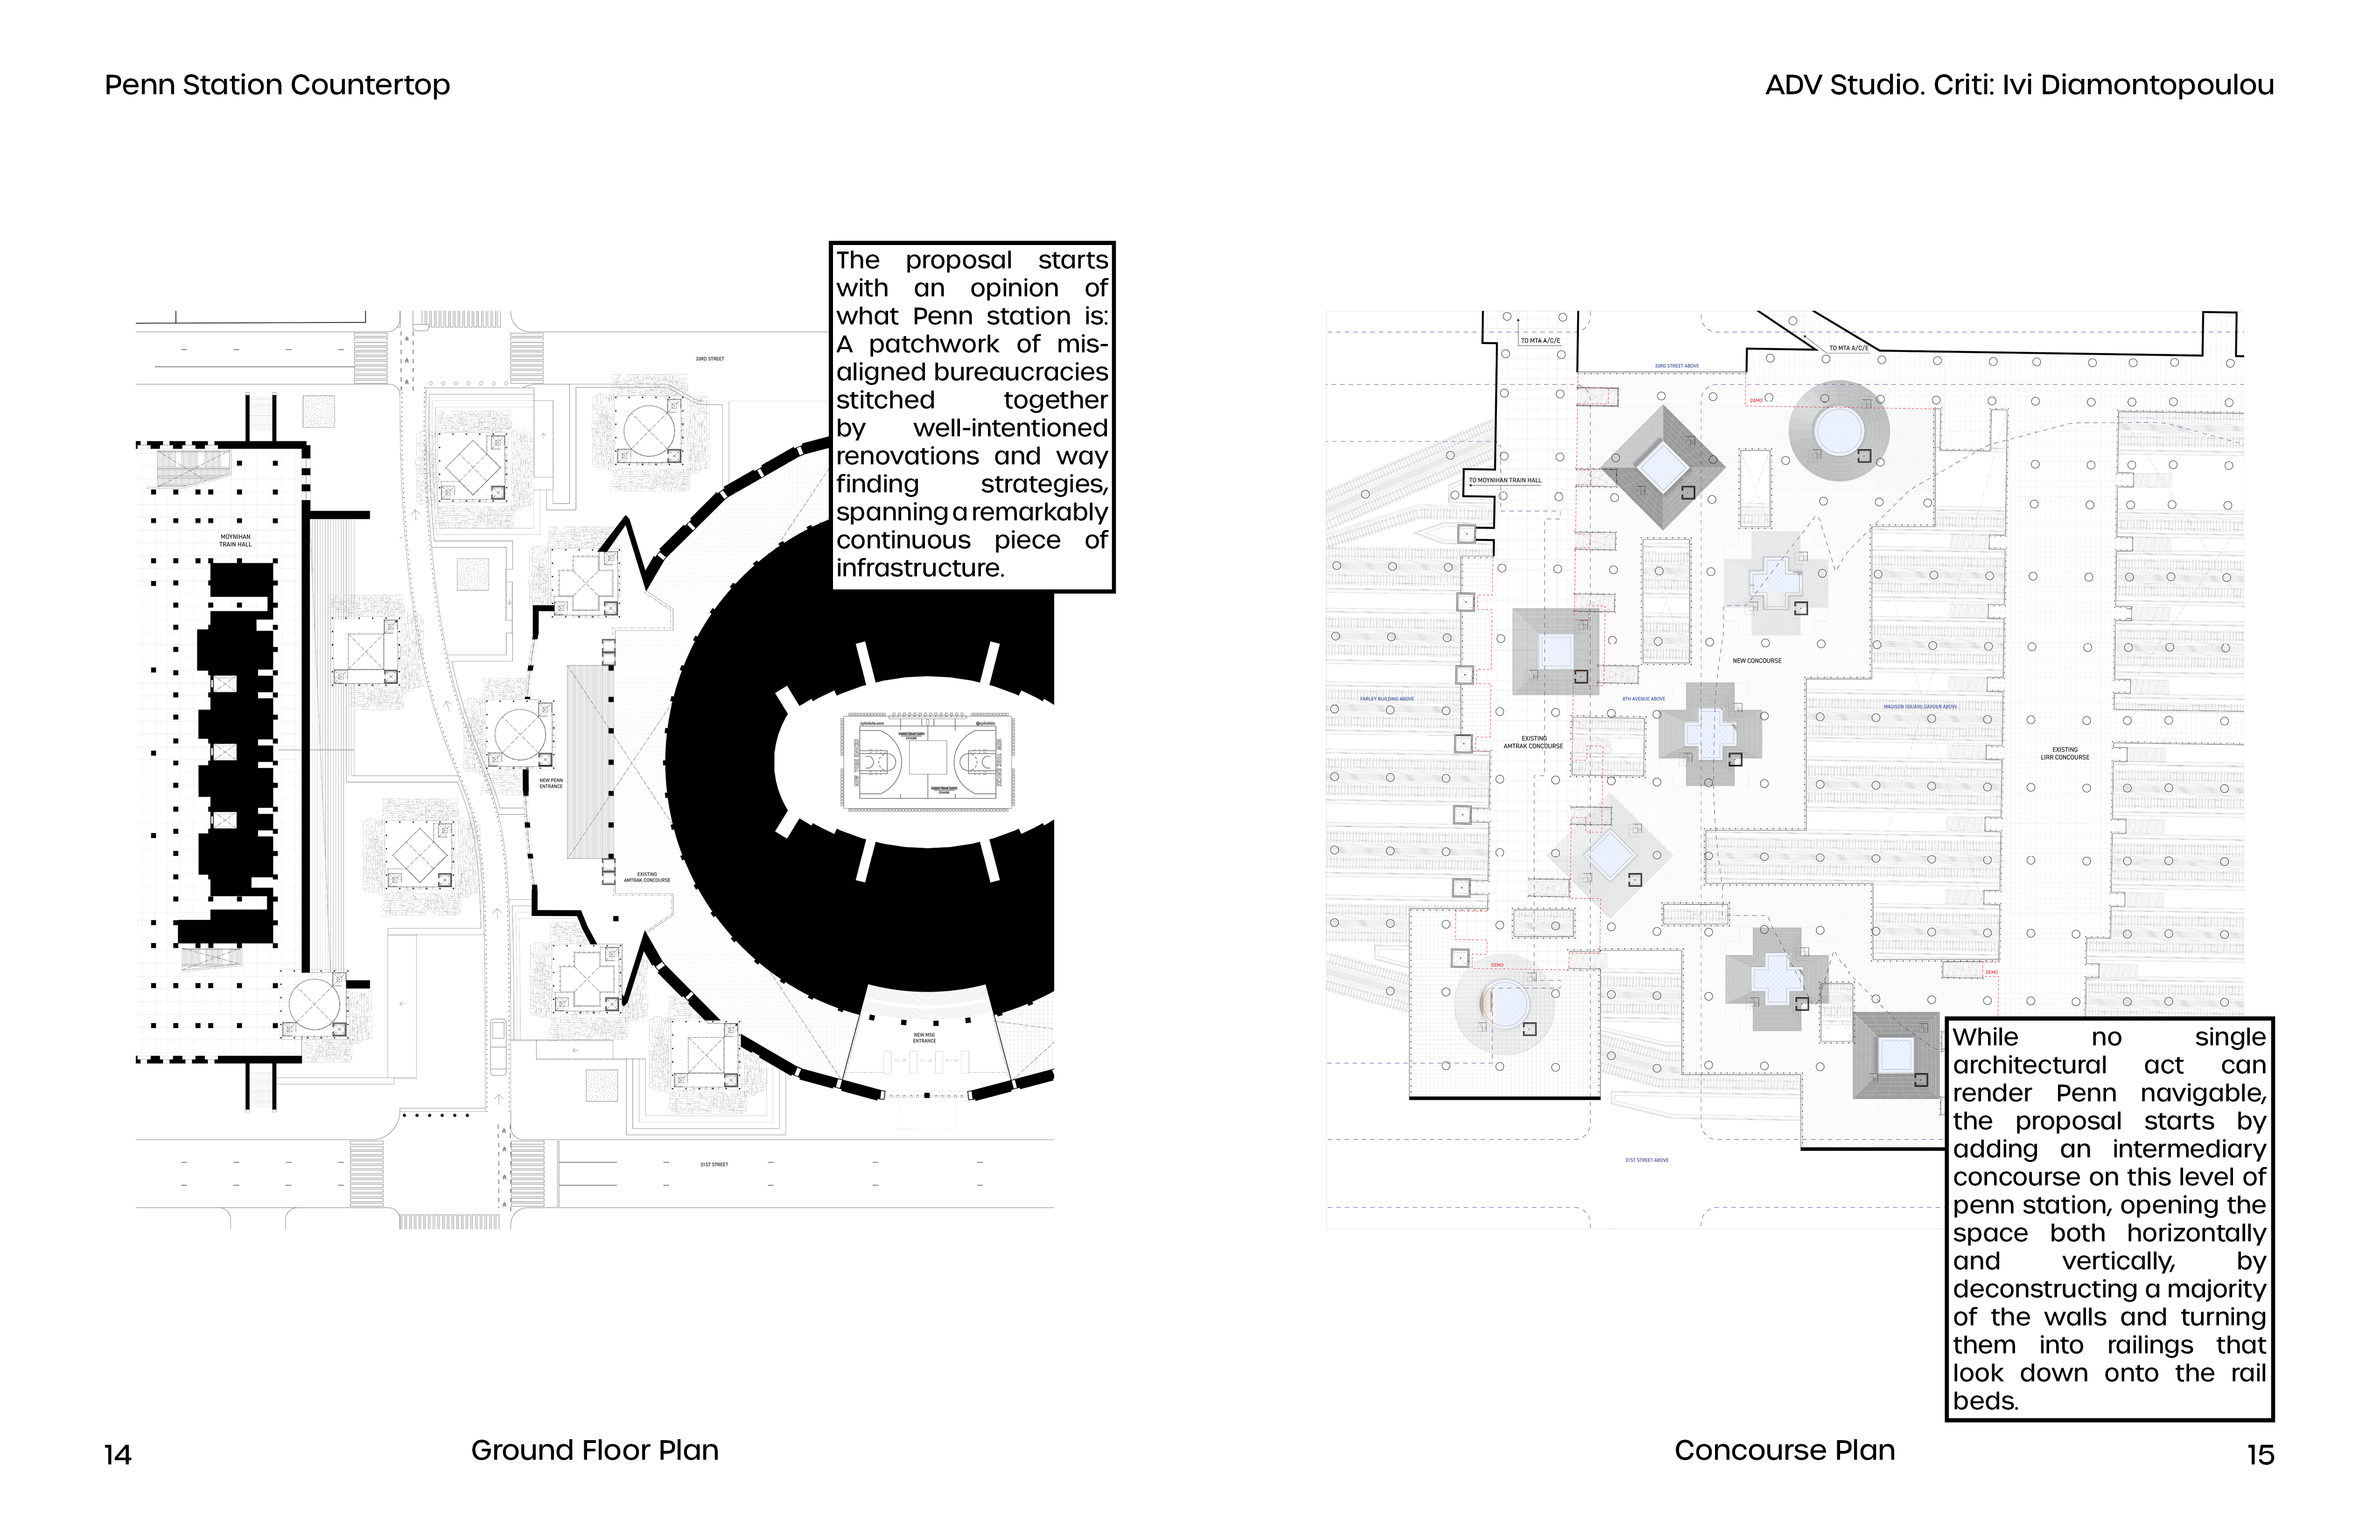 Penn Station Countertop
ADV Studio. Criti: Ivi Diamontopoulou
The proposal starts
with an opinion of
what Penn station is:
A patchwork of mis-
aligned bureaucracies
stitched together
by well-intentioned
renovations and way
finding strategies,
spanning a remarkably
continuous piece of
infrastructure.
33RD STREET
MOYNIHAN
TRAIN HALL
NEW PENN
ENTRANCE
EXISTING
AMTRAK CONCOURSE
NEW MSG
ENTRANCE
31ST STREET
TO MTA A/C/E
TO MTA A/C/E
33RD STREET ABOVE
DEMO
TO MOYNIHAN TRAIN HALL
NEW CONCOURSE
FARLEY BUILDING ABOVE
8TH AVENUE ABOVE
MADISON SQUARE GARDEN ABOVE
EXISTING
AMTRAK CONCOURSE
EXISTING
LIRR CONCOURSE
DEMO
DEMO
31ST STREET ABOVE
While no single
architectural act can
render Penn navigable,
the proposal starts by
adding an intermediary
concourse on this level of
penn station, opening the
space both horizontally
and vertically, by
deconstructing a majority
of the walls and turning
them into railings that
look down onto the rail
beds.
14
Ground Floor Plan
Concourse Plan
15